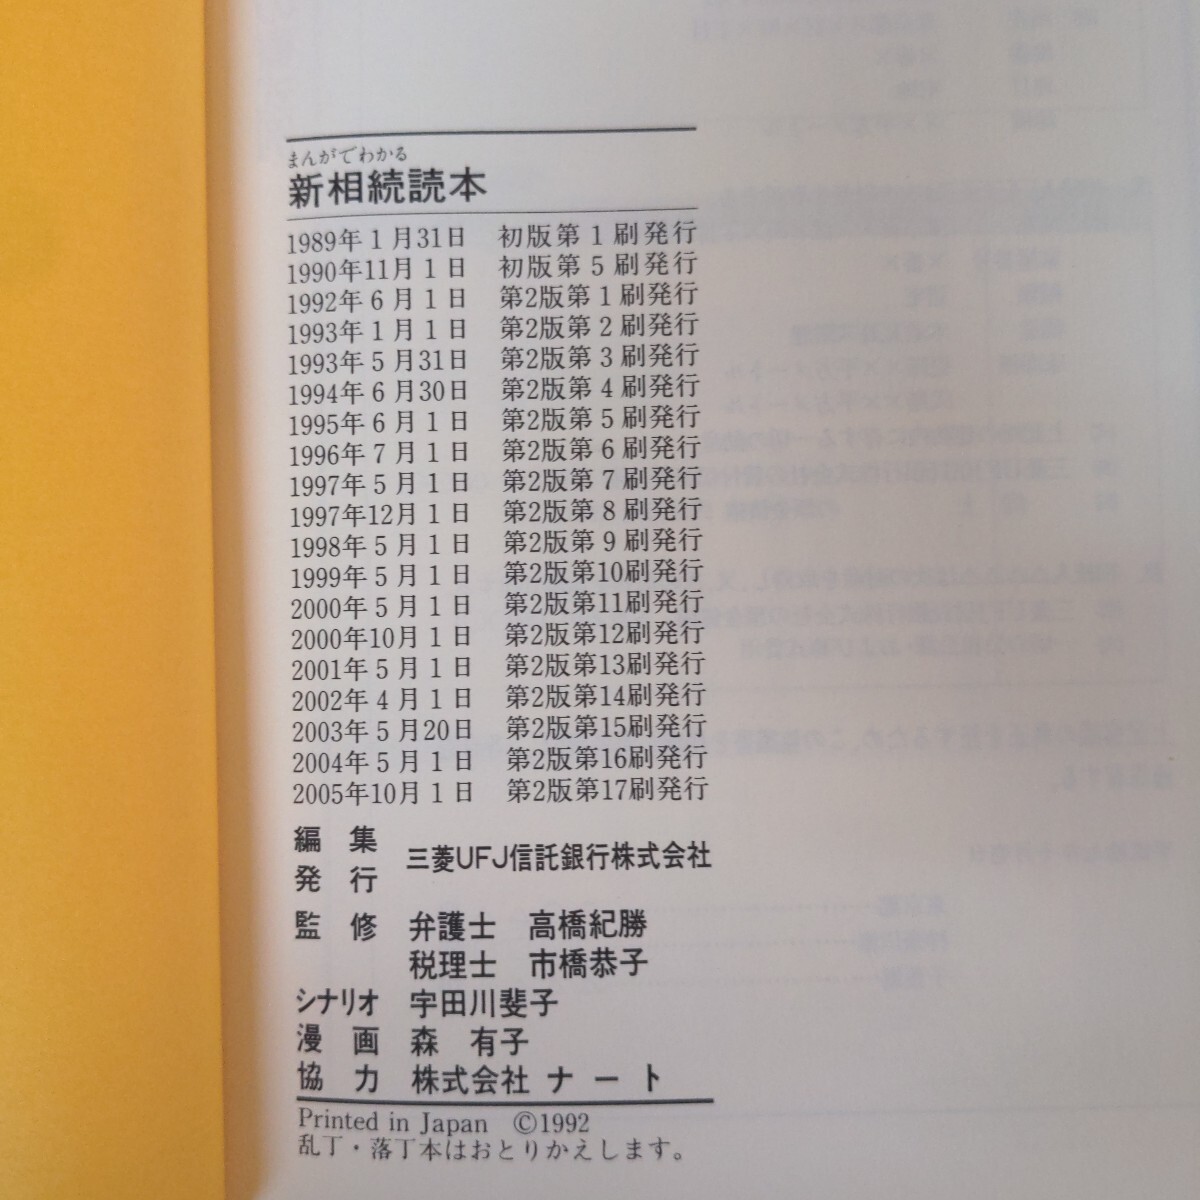 まんがでわかる
新相続読本
1989年1月31日 初版第1刷発行
1990年11月1日 初版第5刷発行
1992年6月1日 第2版第1刷発行
1993年1月1日 第2版第2刷発行
1993年5月31日 第2版第3刷発行
1994年6月30日 第2版第4刷発行
1995年6月1日 第2版第5刷発行
1996年7月1日 第2版第6刷発行
1997年5月1日 第2版第7刷発行
1997年12月1日 第2版第8刷発行
1998年5月1日 第2版第9刷発行
1999年5月1日 第2版第10刷発行
2000年5月1日 第2版第11刷発行
2000年10月1日 第2版第12刷発行
2001年5月1日 第2版第13刷発行
2002年4月1日 第2版第14刷発行
2003年5月20日 第2版第15刷発行
2004年5月1日 第2版第16刷発行
2005年10月1日 第2版第17刷発行
編集
発行 三菱UFJ信託銀行株式会社
監修 弁護士 高橋紀勝
税理士 市橋恭子
シナリオ 宇田川斐子
漫画 森 有子
協力 株式会社 ナート
Printed in Japan ©1992
乱丁・落丁本はおとりかえします。